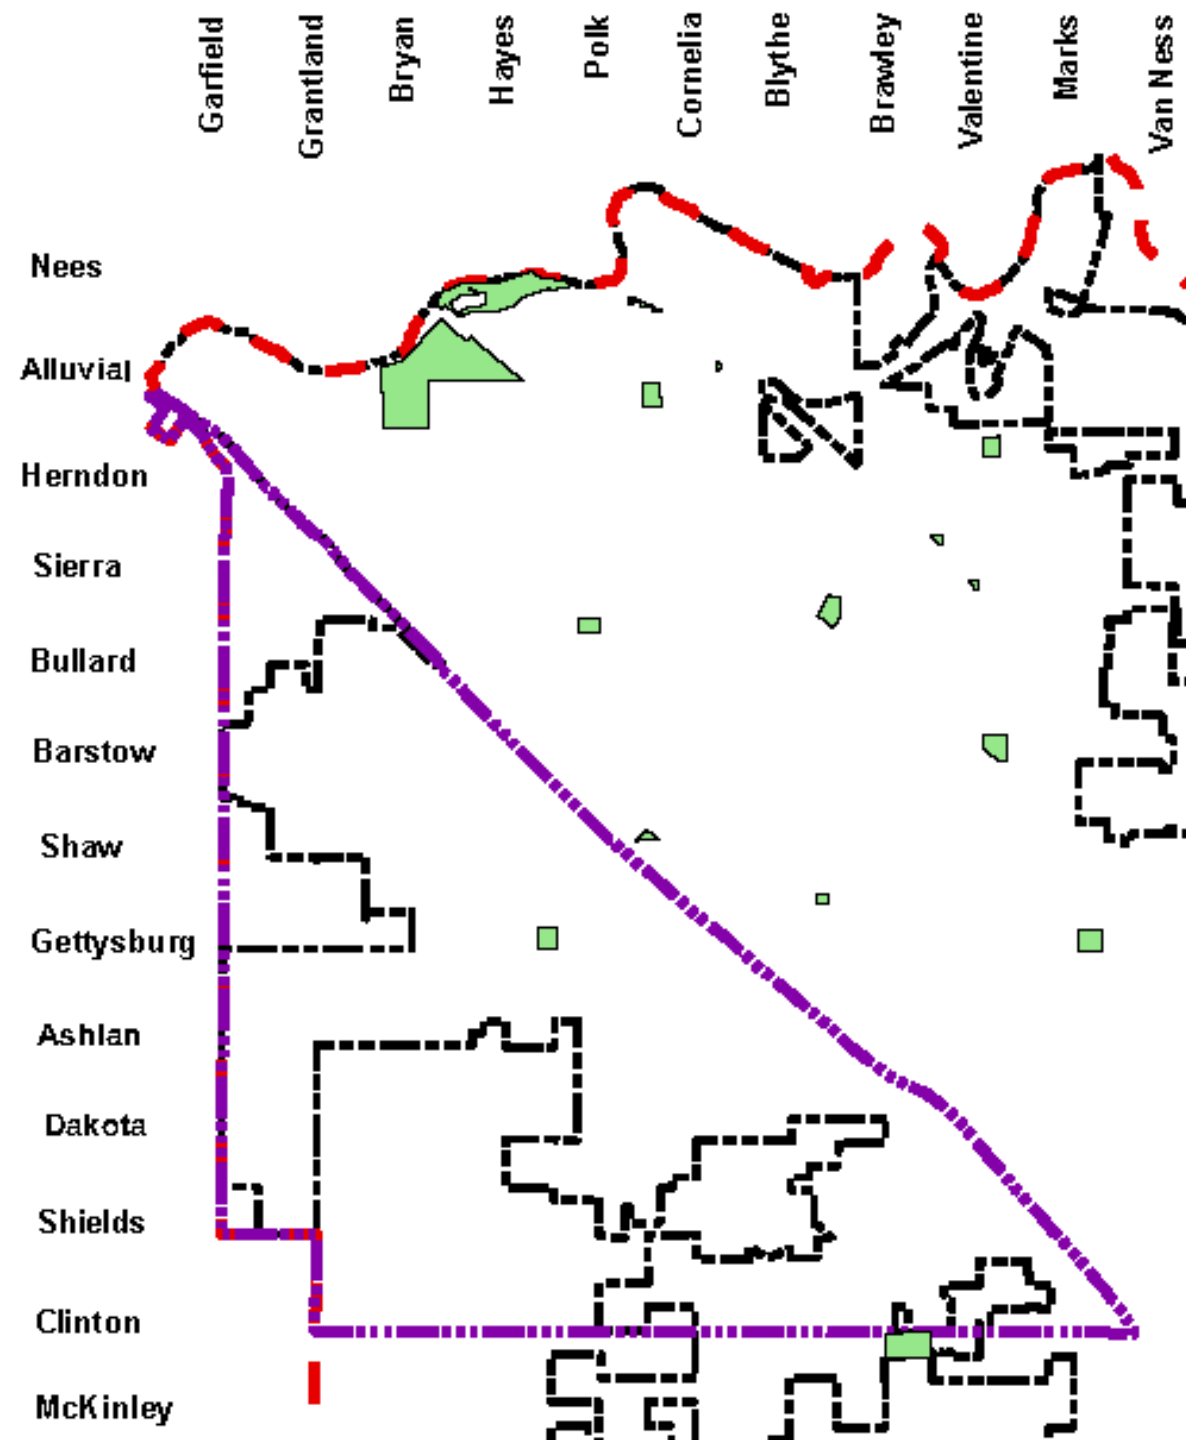 Garfield
Grantland
Bryan
Hayes
Polk
Cornelia
Blythe
Brawley
Valentine
Marks
Van Ness
Nees
Alluvial
Herndon
Sierra
Bullard
Barstow
Shaw
Gettysburg
Ashlan
Dakota
Shields
Clinton
McKinley